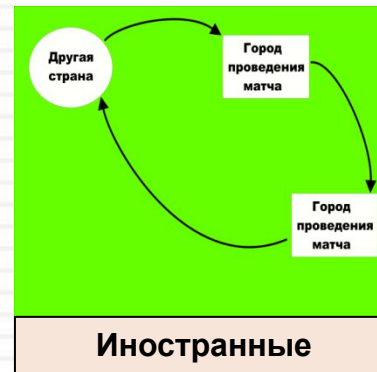 Другая
страна
Город
проведения
матча
Город
проведения
матча
Иностранные